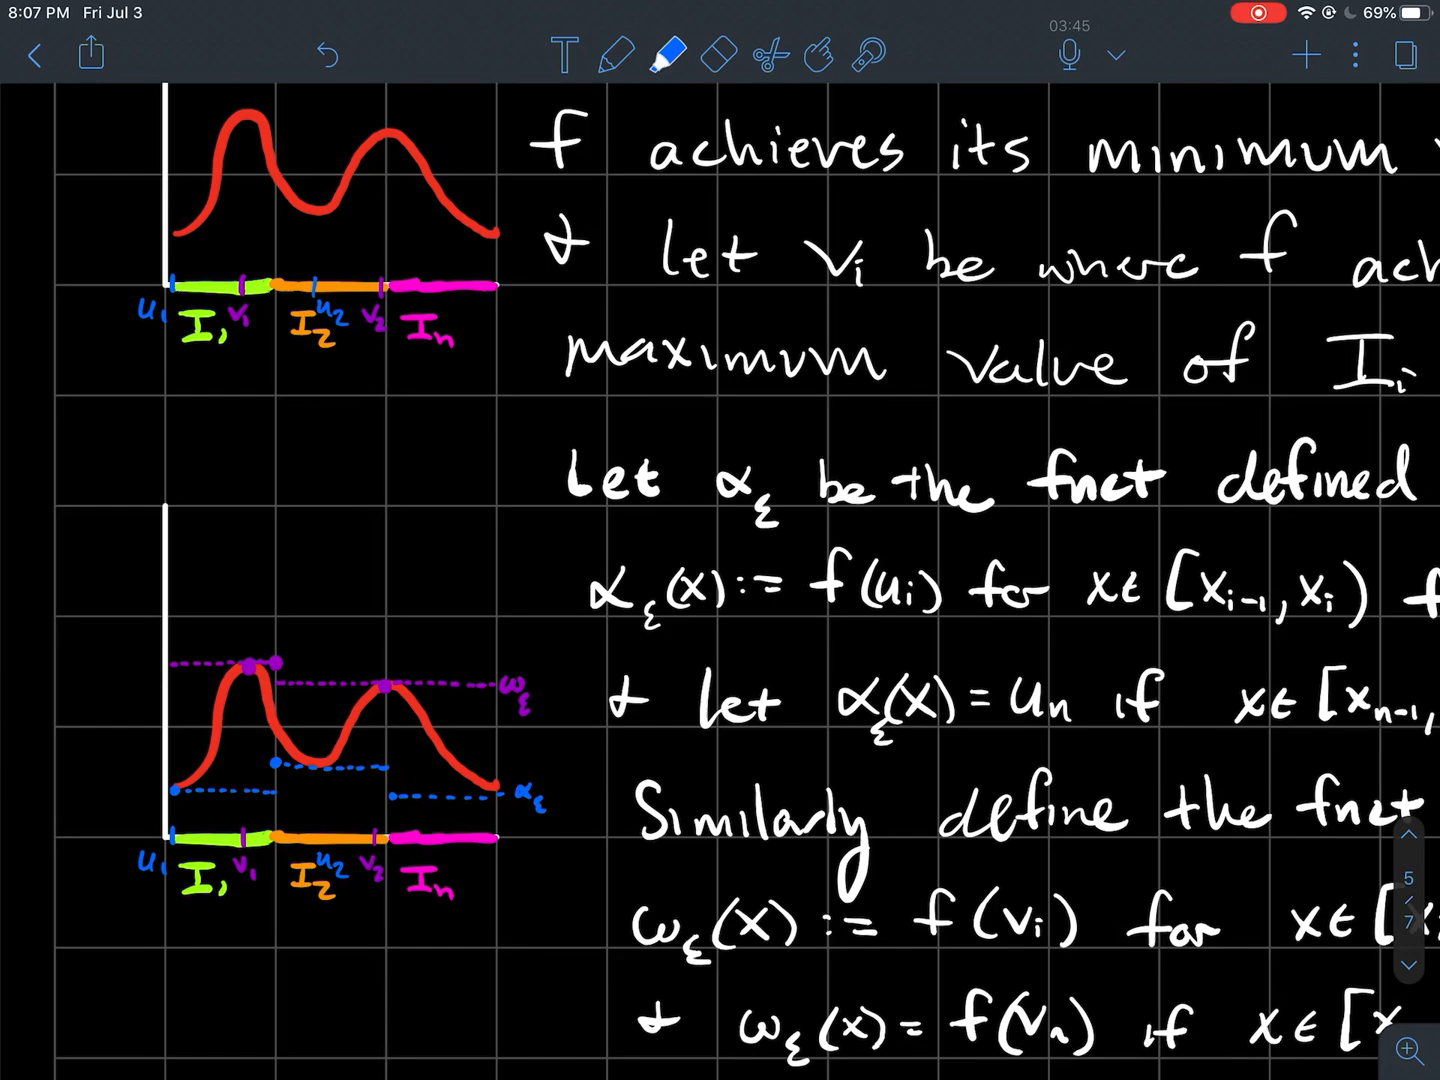 8:07 PM Fri Jul 3
69%
03:45
T
f achieves its minimum
& let vi be where f ach
maximum value of Ii
u1 I1 v1 I2 u2 v2 In
Let αε be the fnct defined
αε(x) := f(ui) for x∈ [xi-1, xi) f
& let αε(x) = un if x∈ [xn-1,
Similarly define the fnct
ωε(x) := f(vi) for x∈ [xi
& ωε(x) = f(vn) if x∈ [x
ωε
αε
u1 I1 v1 I2 u2 v2 In
5
7